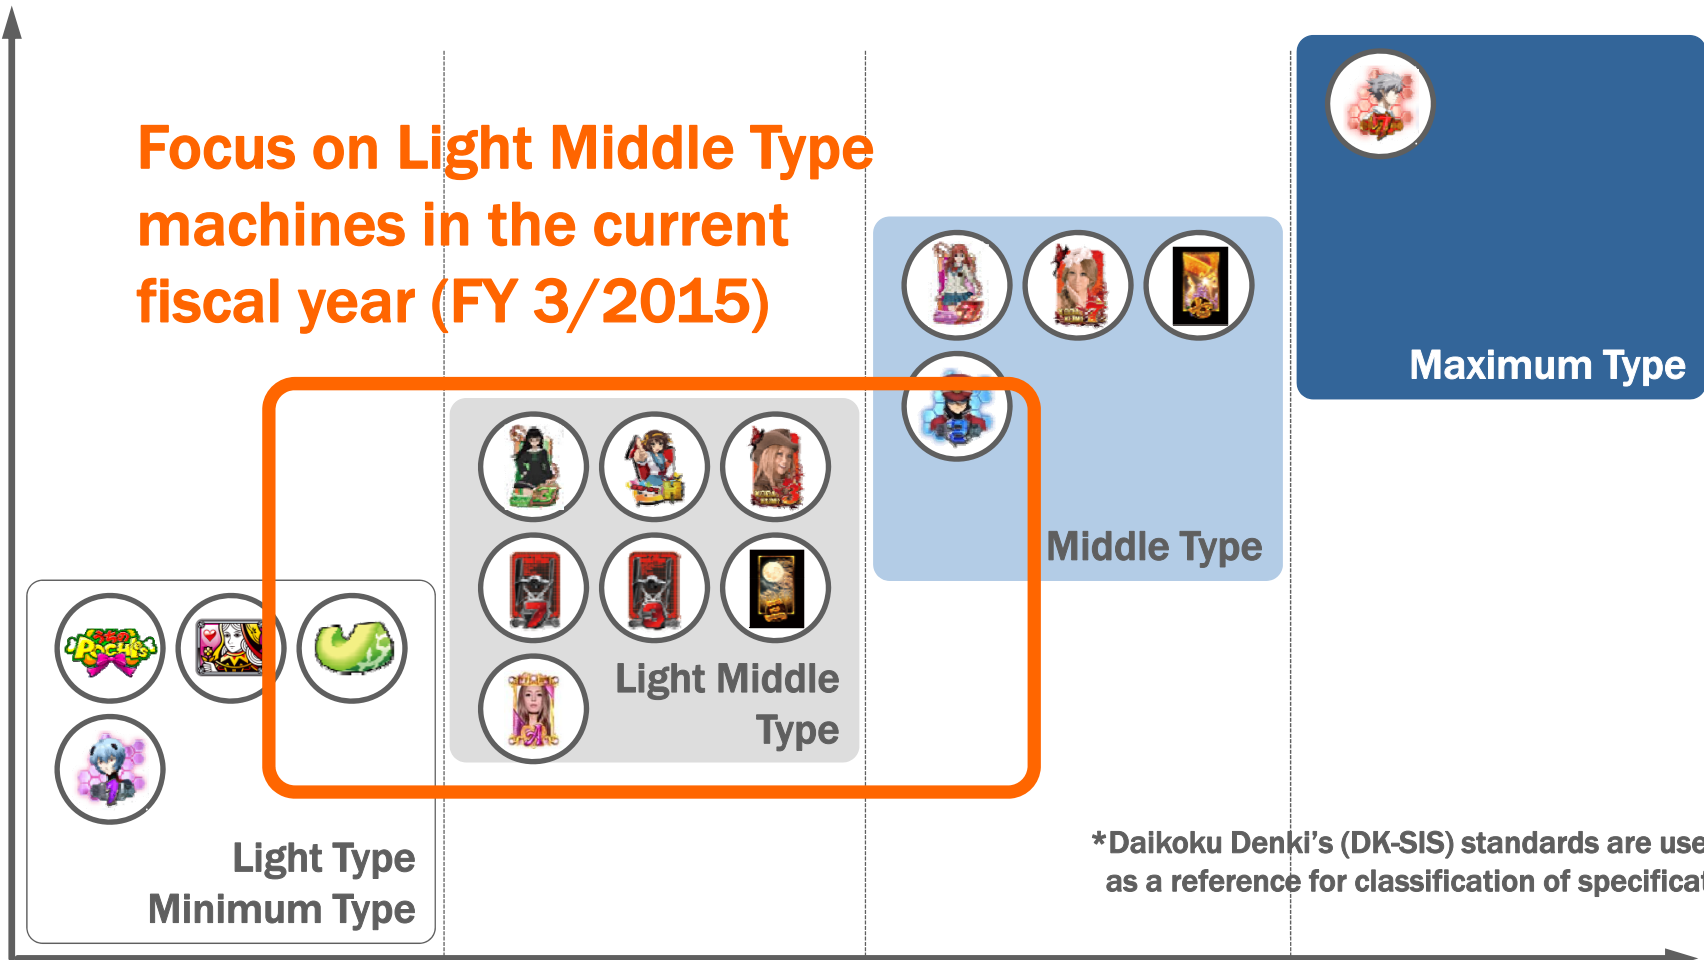 Focus on Light Middle Type
machines in the current
fiscal year (FY 3/2015)
Maximum Type
Middle Type
Light Middle
Type
Light Type
Minimum Type
*Daikoku Denki's (DK-SIS) standards are use
as a reference for classification of specificat